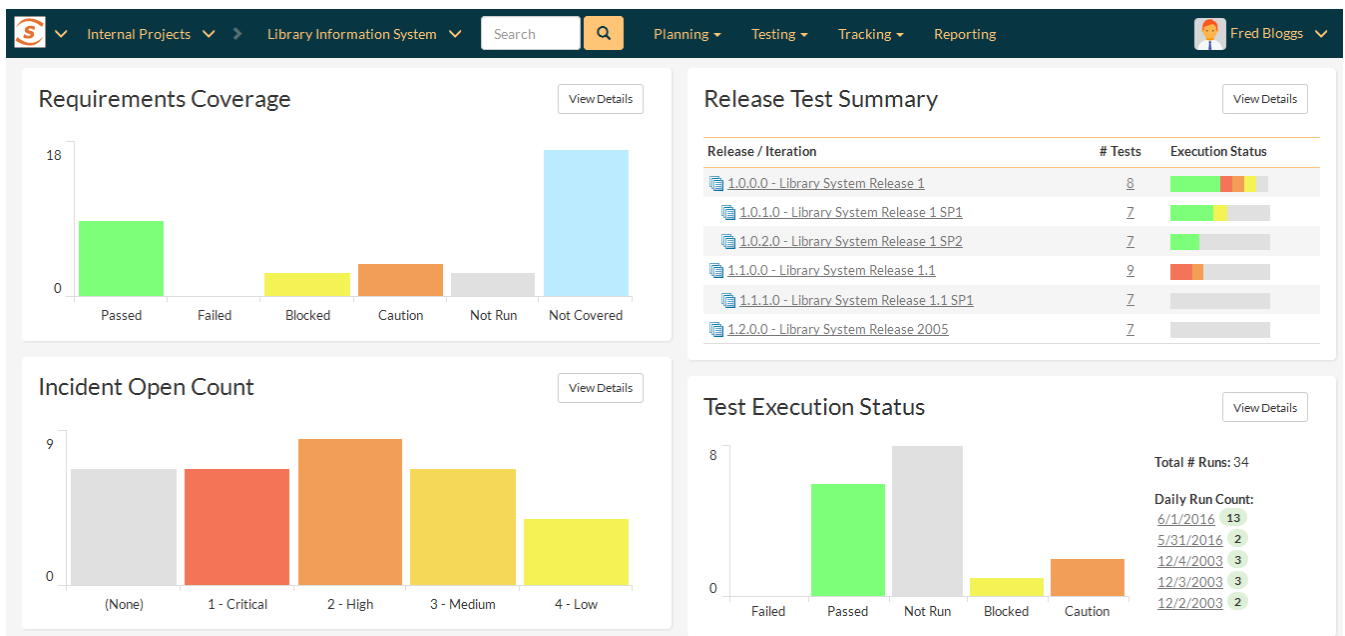 S Internal Projects Library Information System Search Planning Testing Tracking Reporting Fred Bloggs
Requirements Coverage View Details
18
0
Passed Failed Blocked Caution Not Run Not Covered
Release Test Summary View Details
Release / Iteration # Tests Execution Status
1.0.0.0 - Library System Release 1 8
1.0.1.0 - Library System Release 1 SP1 7
1.0.2.0 - Library System Release 1 SP2 7
1.1.0.0 - Library System Release 1.1 9
1.1.1.0 - Library System Release 1.1 SP1 7
1.2.0.0 - Library System Release 2005 7
Incident Open Count View Details
9
0
(None) 1 - Critical 2 - High 3 - Medium 4 - Low
Test Execution Status View Details
8
0
Failed Passed Not Run Blocked Caution
Total # Runs: 34
Daily Run Count:
6/1/2016 13
5/31/2016 2
12/4/2003 3
12/3/2003 3
12/2/2003 2